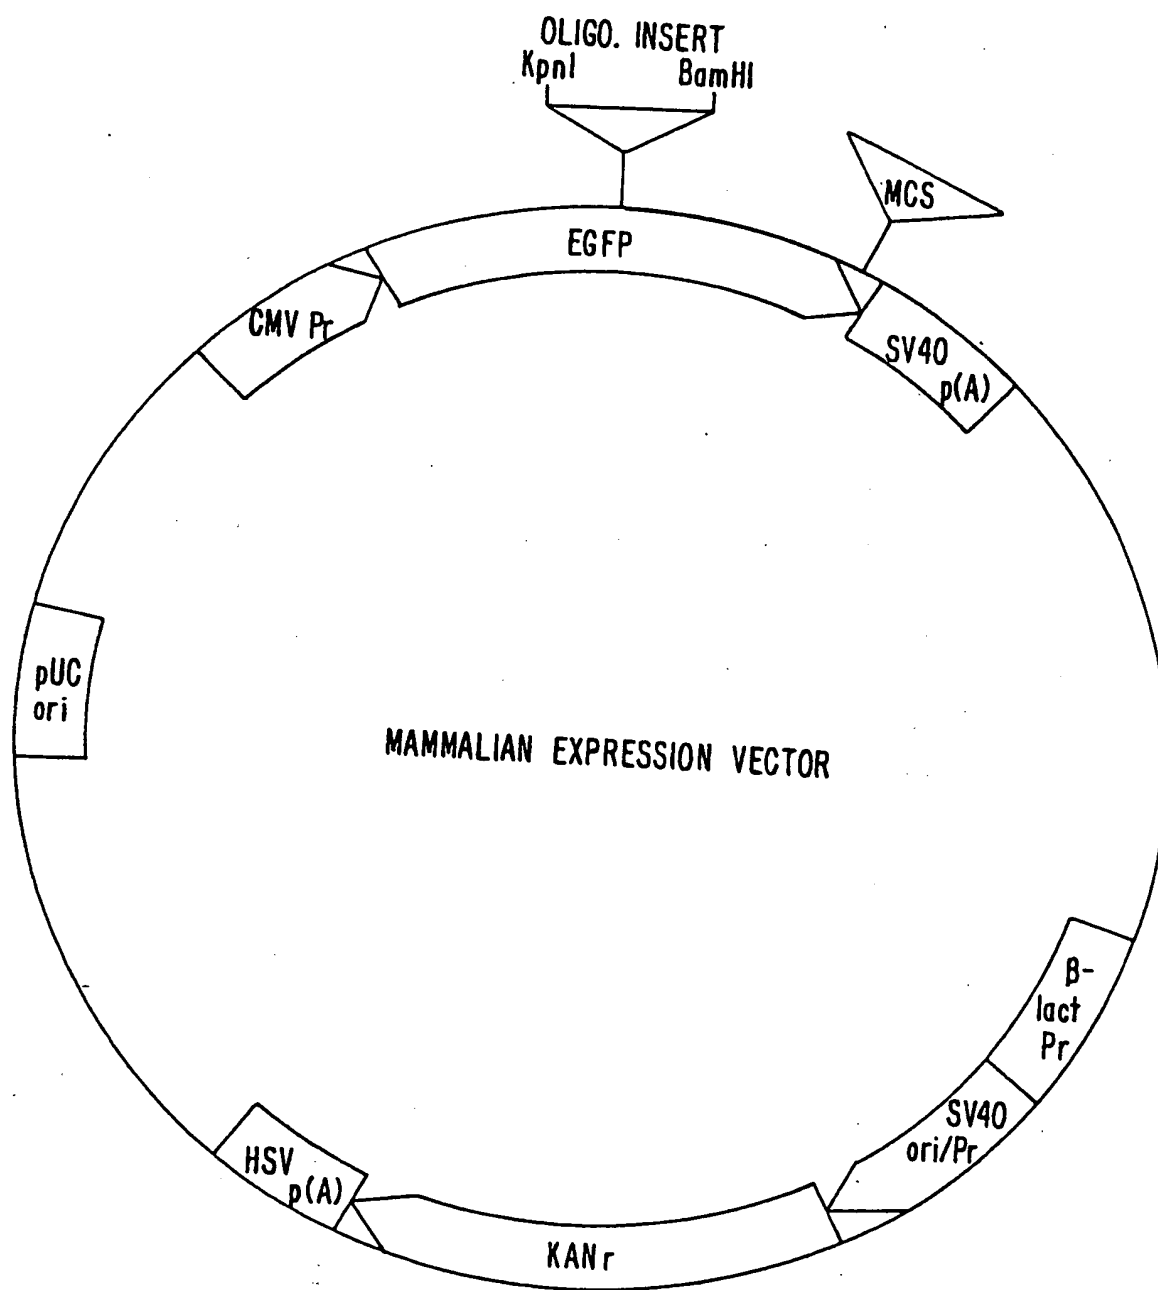 OLIGO. INSERT
KpnI BamHI
MCS
EGFP
CMV Pr
SV40
p(A)
pUC
ori
MAMMALIAN EXPRESSION VECTOR
β-
lact
Pr
SV40
ori/Pr
HSV
p(A)
KANr